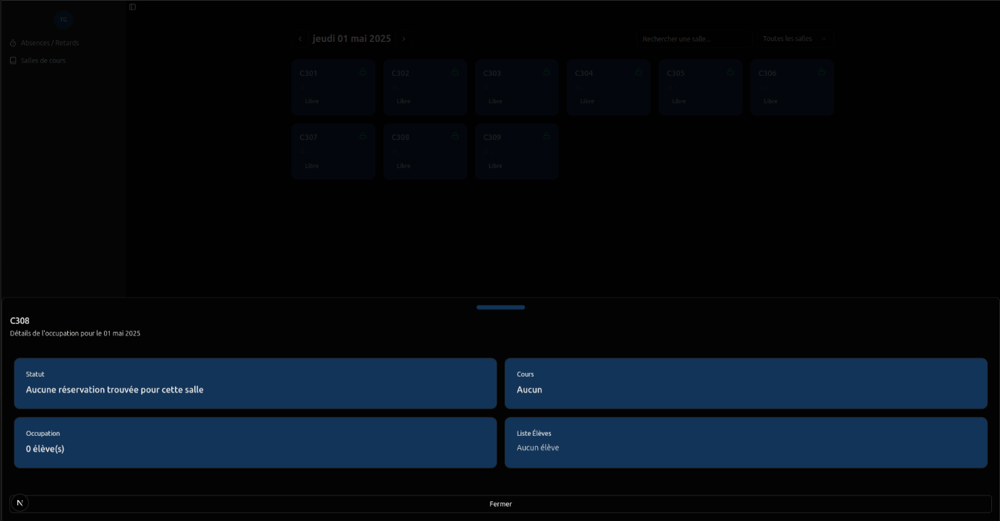 TG
Absences / Retards
Salles de cours
jeudi 01 mai 2025
Rechercher une salle...
Toutes les salles
C301
Libre
C302
Libre
C303
Libre
C304
Libre
C305
Libre
C306
Libre
C307
Libre
C308
Libre
C309
Libre
C308
Détails de l'occupation pour le 01 mai 2025
Statut
Aucune réservation trouvée pour cette salle
Cours
Aucun
Occupation
0 élève(s)
Liste Élèves
Aucun élève
N
Fermer